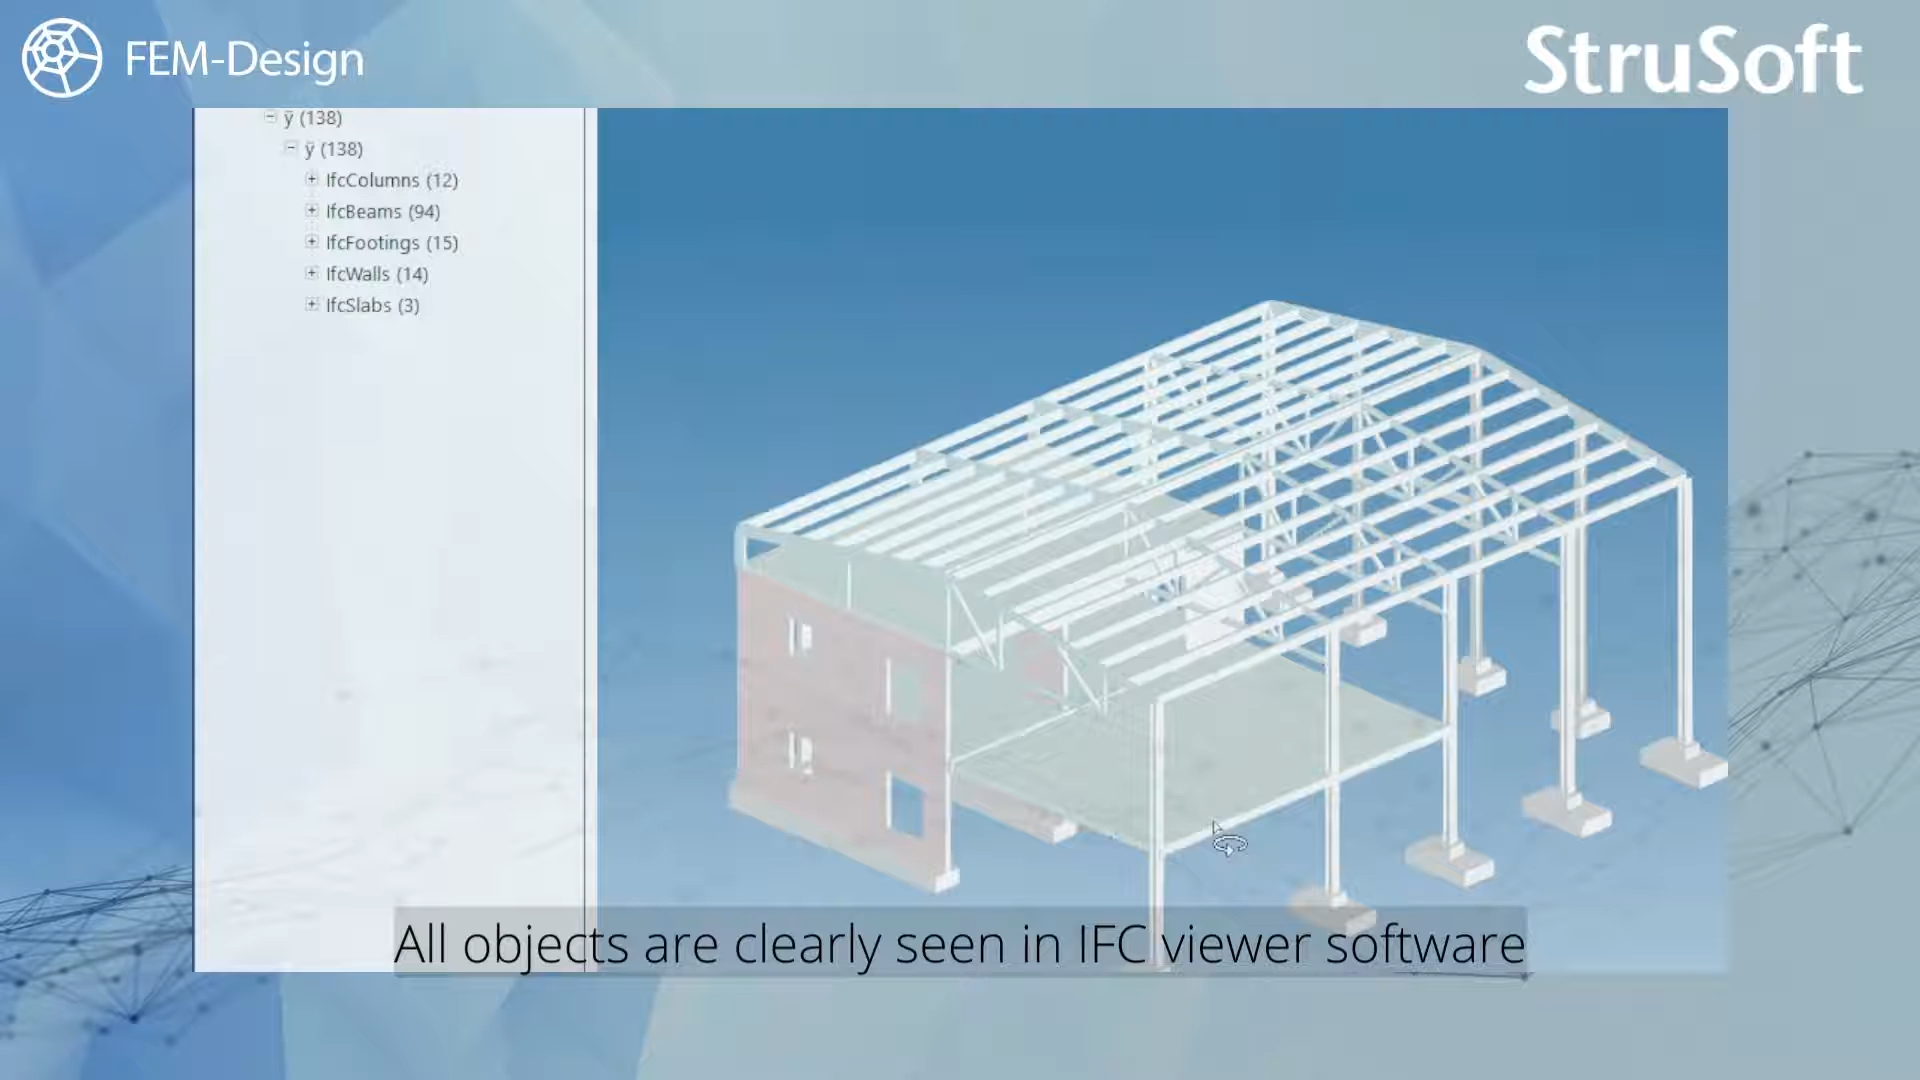 FEM-Design
StruSoft
ÿ (138)
ÿ (138)
IfcColumns (12)
IfcBeams (94)
IfcFootings (15)
IfcWalls (14)
IfcSlabs (3)
All objects are clearly seen in IFC viewer software